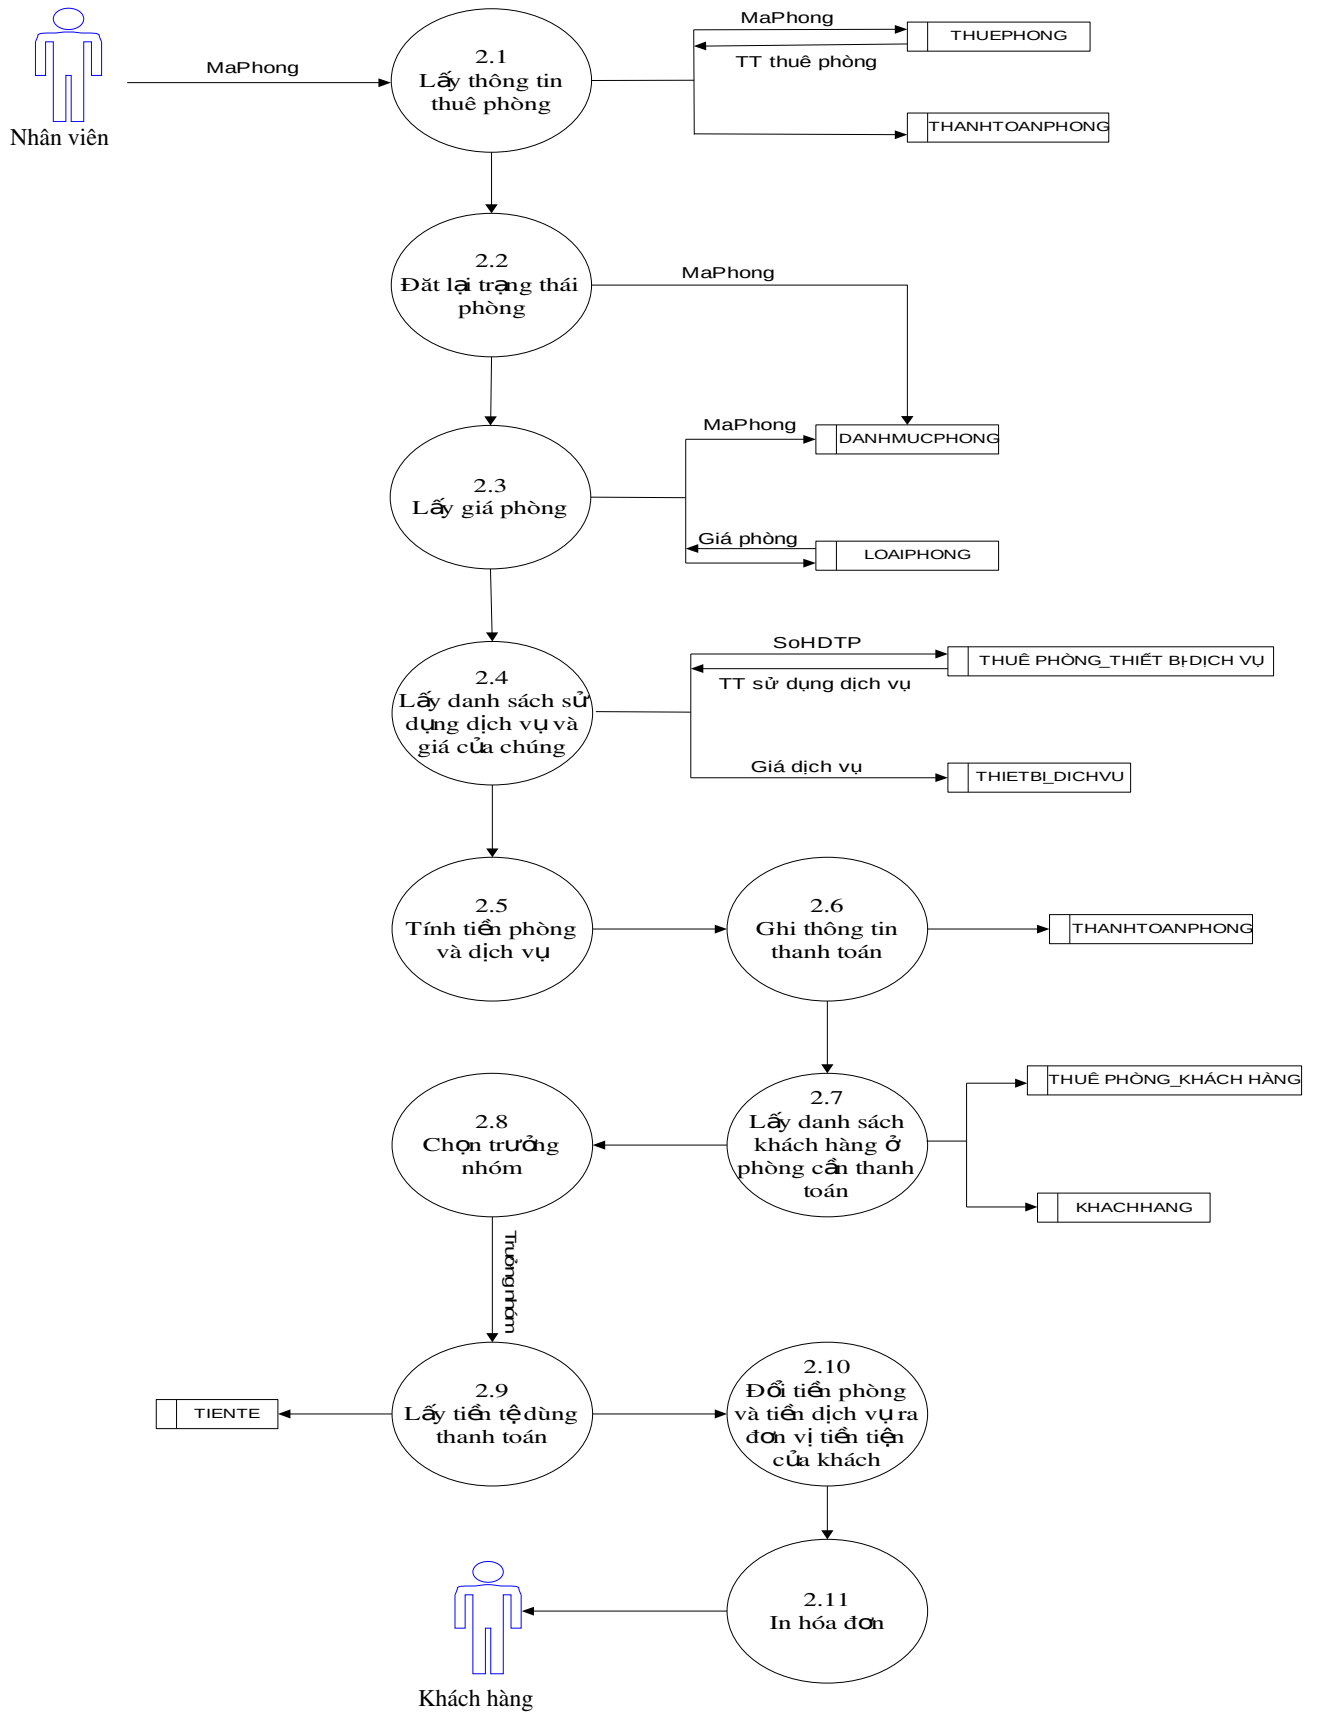 MaPhong
THUEPHONG
2.1
Lấy thông tin
thuê phòng
MaPhong
TT thuê phòng
THANHTOANPHONG
Nhân viên
2.2
Đăt lại trạng thái
phòng
MaPhong
MaPhong
DANHMUCPHONG
2.3
Lấy giá phòng
Giá phòng
LOAIPHONG
SoHDTP
THUÊ PHÒNG_THIẾT BỊ-DỊCH VỤ
2.4
Lấy danh sách sử
dụng dịch vụ và
giá của chúng
TT sử dụng dịch vụ
Giá dịch vụ
THIETBỊ_DICHVU
2.5
Tính tiền phòng
và dịch vụ
2.6
Ghi thông tin
thanh toán
THANHTOANPHONG
2.7
Lấy danh sách
khách hàng ở
phòng cần thanh
toán
THUÊ PHÒNG_KHÁCH HÀNG
2.8
Chọn trưởng
nhóm
KHACHHANG
Trưởng nhóm
TIENTE
2.9
Lấy tiền tệ dùng
thanh toán
2.10
Đổi tiền phòng
và tiền dịch vụ ra
đơn vị tiền tiện
của khách
2.11
In hóa đơn
Khách hàng